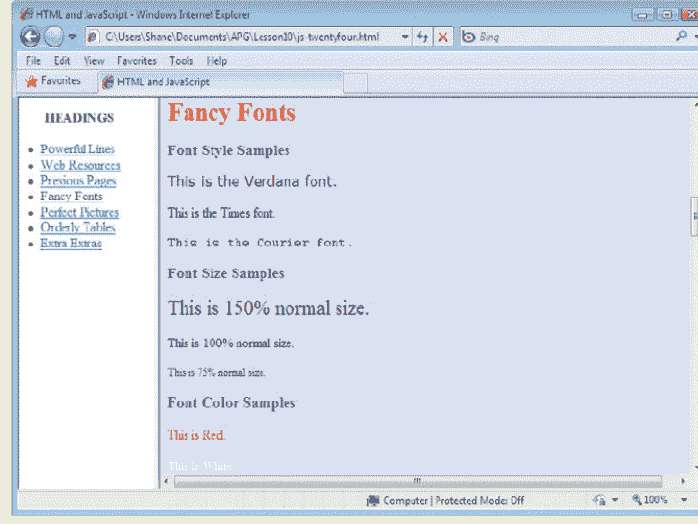 HTML and JavaScript - Windows Internet Explorer
C:\Users\Shane\Documents\APG\Lesson10\js-twentyfour.html
Bing
File Edit View Favorites Tools Help
Favorites
HTML and JavaScript
HEADINGS
Powerful Lines
Web Resources
Previous Pages
Fancy Fonts
Perfect Pictures
Orderly Tables
Extra Extras
Fancy Fonts
Font Style Samples
This is the Verdana font.
This is the Times font.
This is the Courier font.
Font Size Samples
This is 150% normal size.
This is 100% normal size.
This is 75% normal size.
Font Color Samples
This is Red.
This is White
Computer | Protected Mode: Off
100%